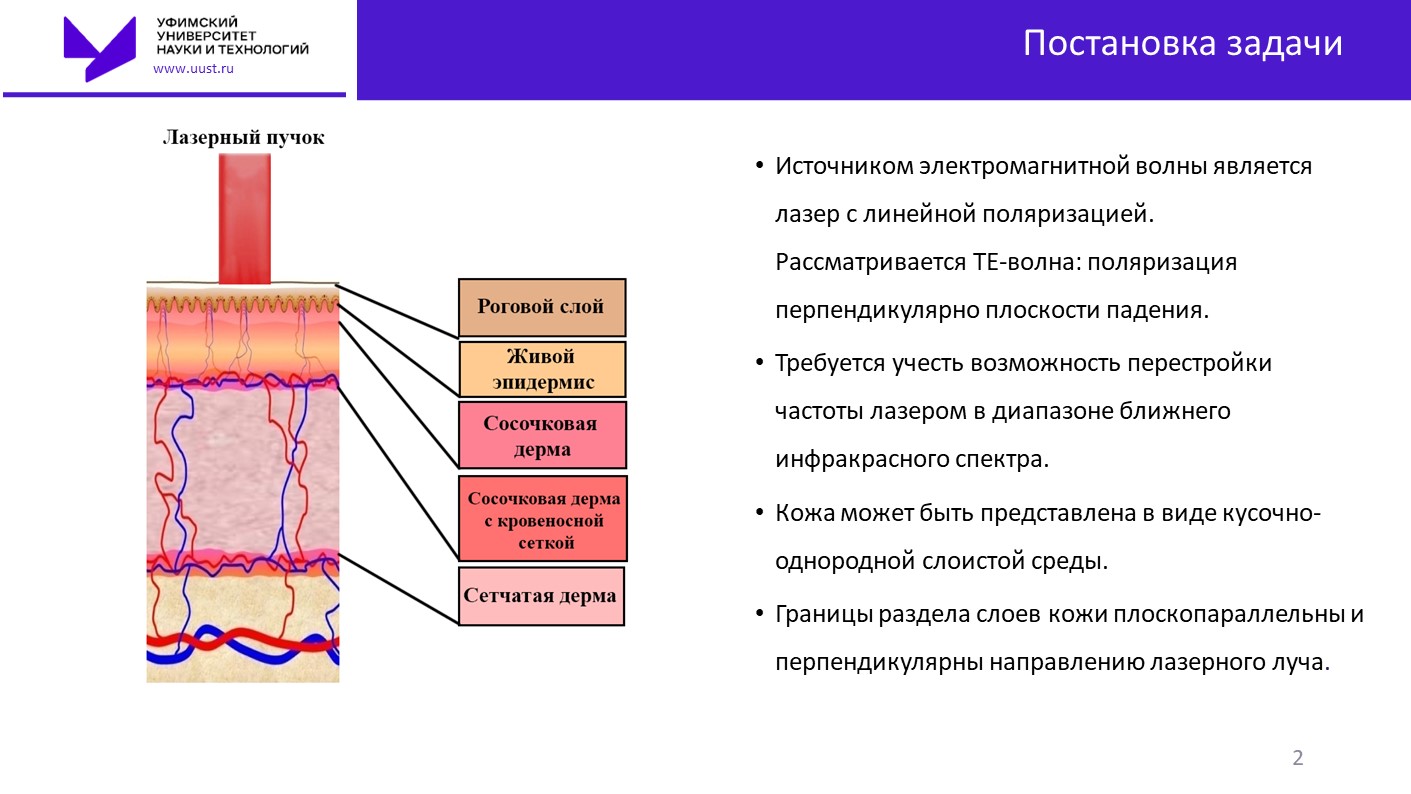 УФИМСКИЙ
УНИВЕРСИТЕТ
НАУКИ И ТЕХНОЛОГИЙ
www.uust.ru
Постановка задачи
Лазерный пучок
Роговой слой
Живой
эпидермис
Сосочковая
дерма
Сосочковая дерма
с кровеносной
сеткой
Сетчатая дерма
• Источником электромагнитной волны является
лазер с линейной поляризацией.
Рассматривается ТЕ-волна: поляризация
перпендикулярно плоскости падения.
• Требуется учесть возможность перестройки
частоты лазером в диапазоне ближнего
инфракрасного спектра.
• Кожа может быть представлена в виде кусочно-
однородной слоистой среды.
• Границы раздела слоев кожи плоскопараллельны и
перпендикулярны направлению лазерного луча.
2